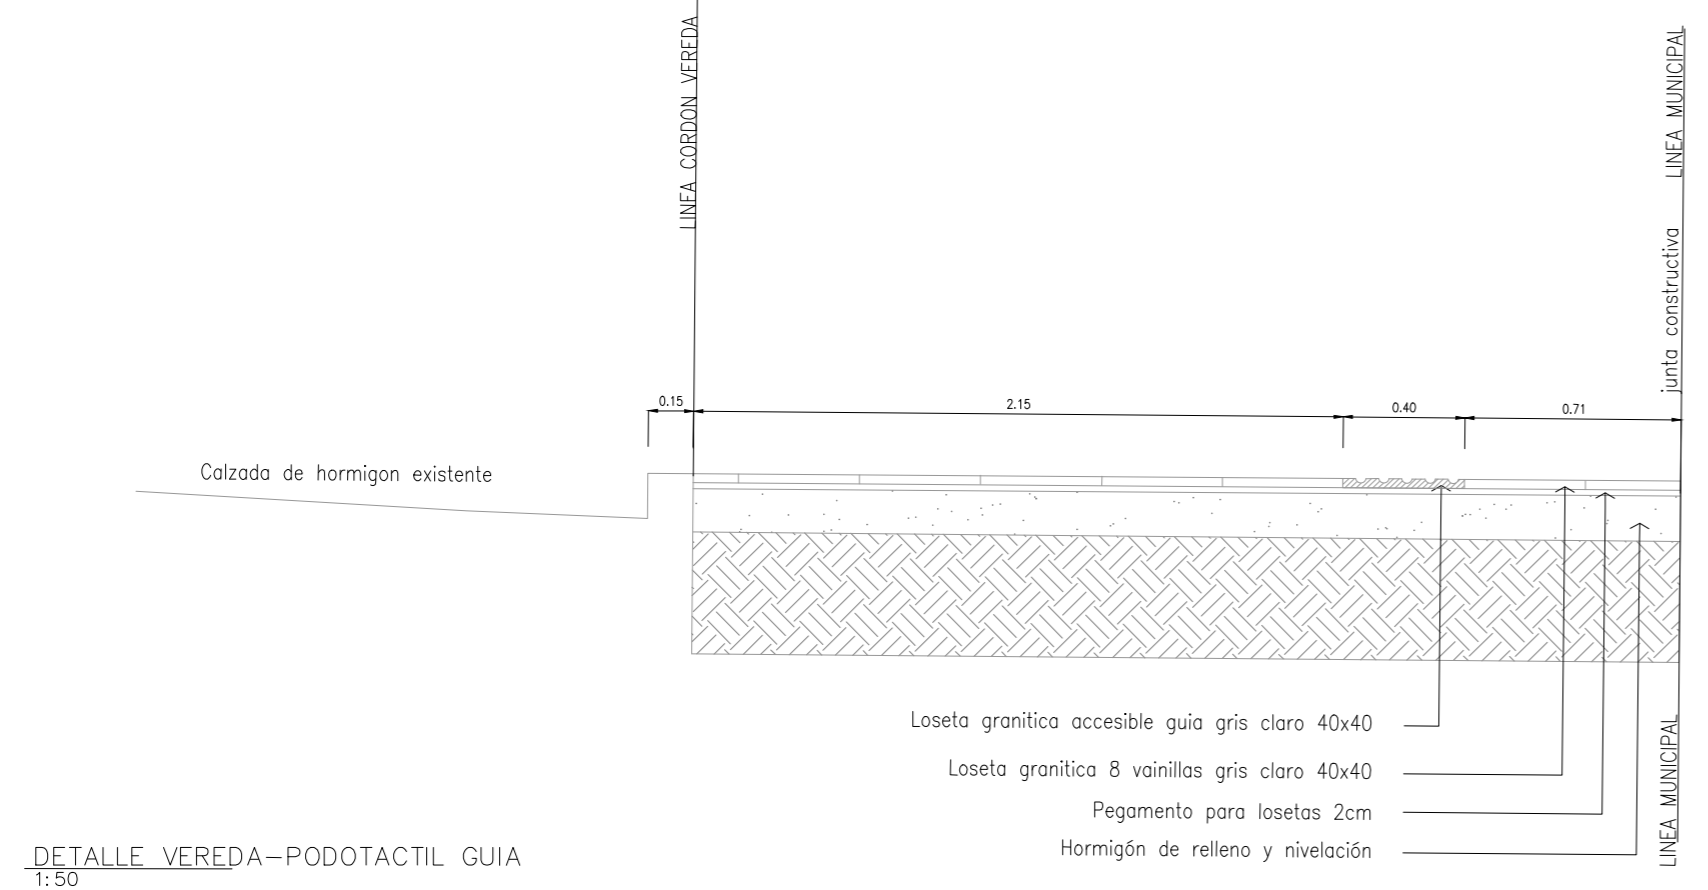 LINEA CORDON VEREDA
LINEA MUNICIPAL
junta constructiva
0.15
2.15
0.40
0.71
Calzada de hormigon existente
Loseta granitica accesible guia gris claro 40x40
Loseta granitica 8 vainillas gris claro 40x40
Pegamento para losetas 2cm
Hormigón de relleno y nivelación
LINEA MUNICIPAL
DETALLE VEREDA-PODOTACTIL GUIA
1:50